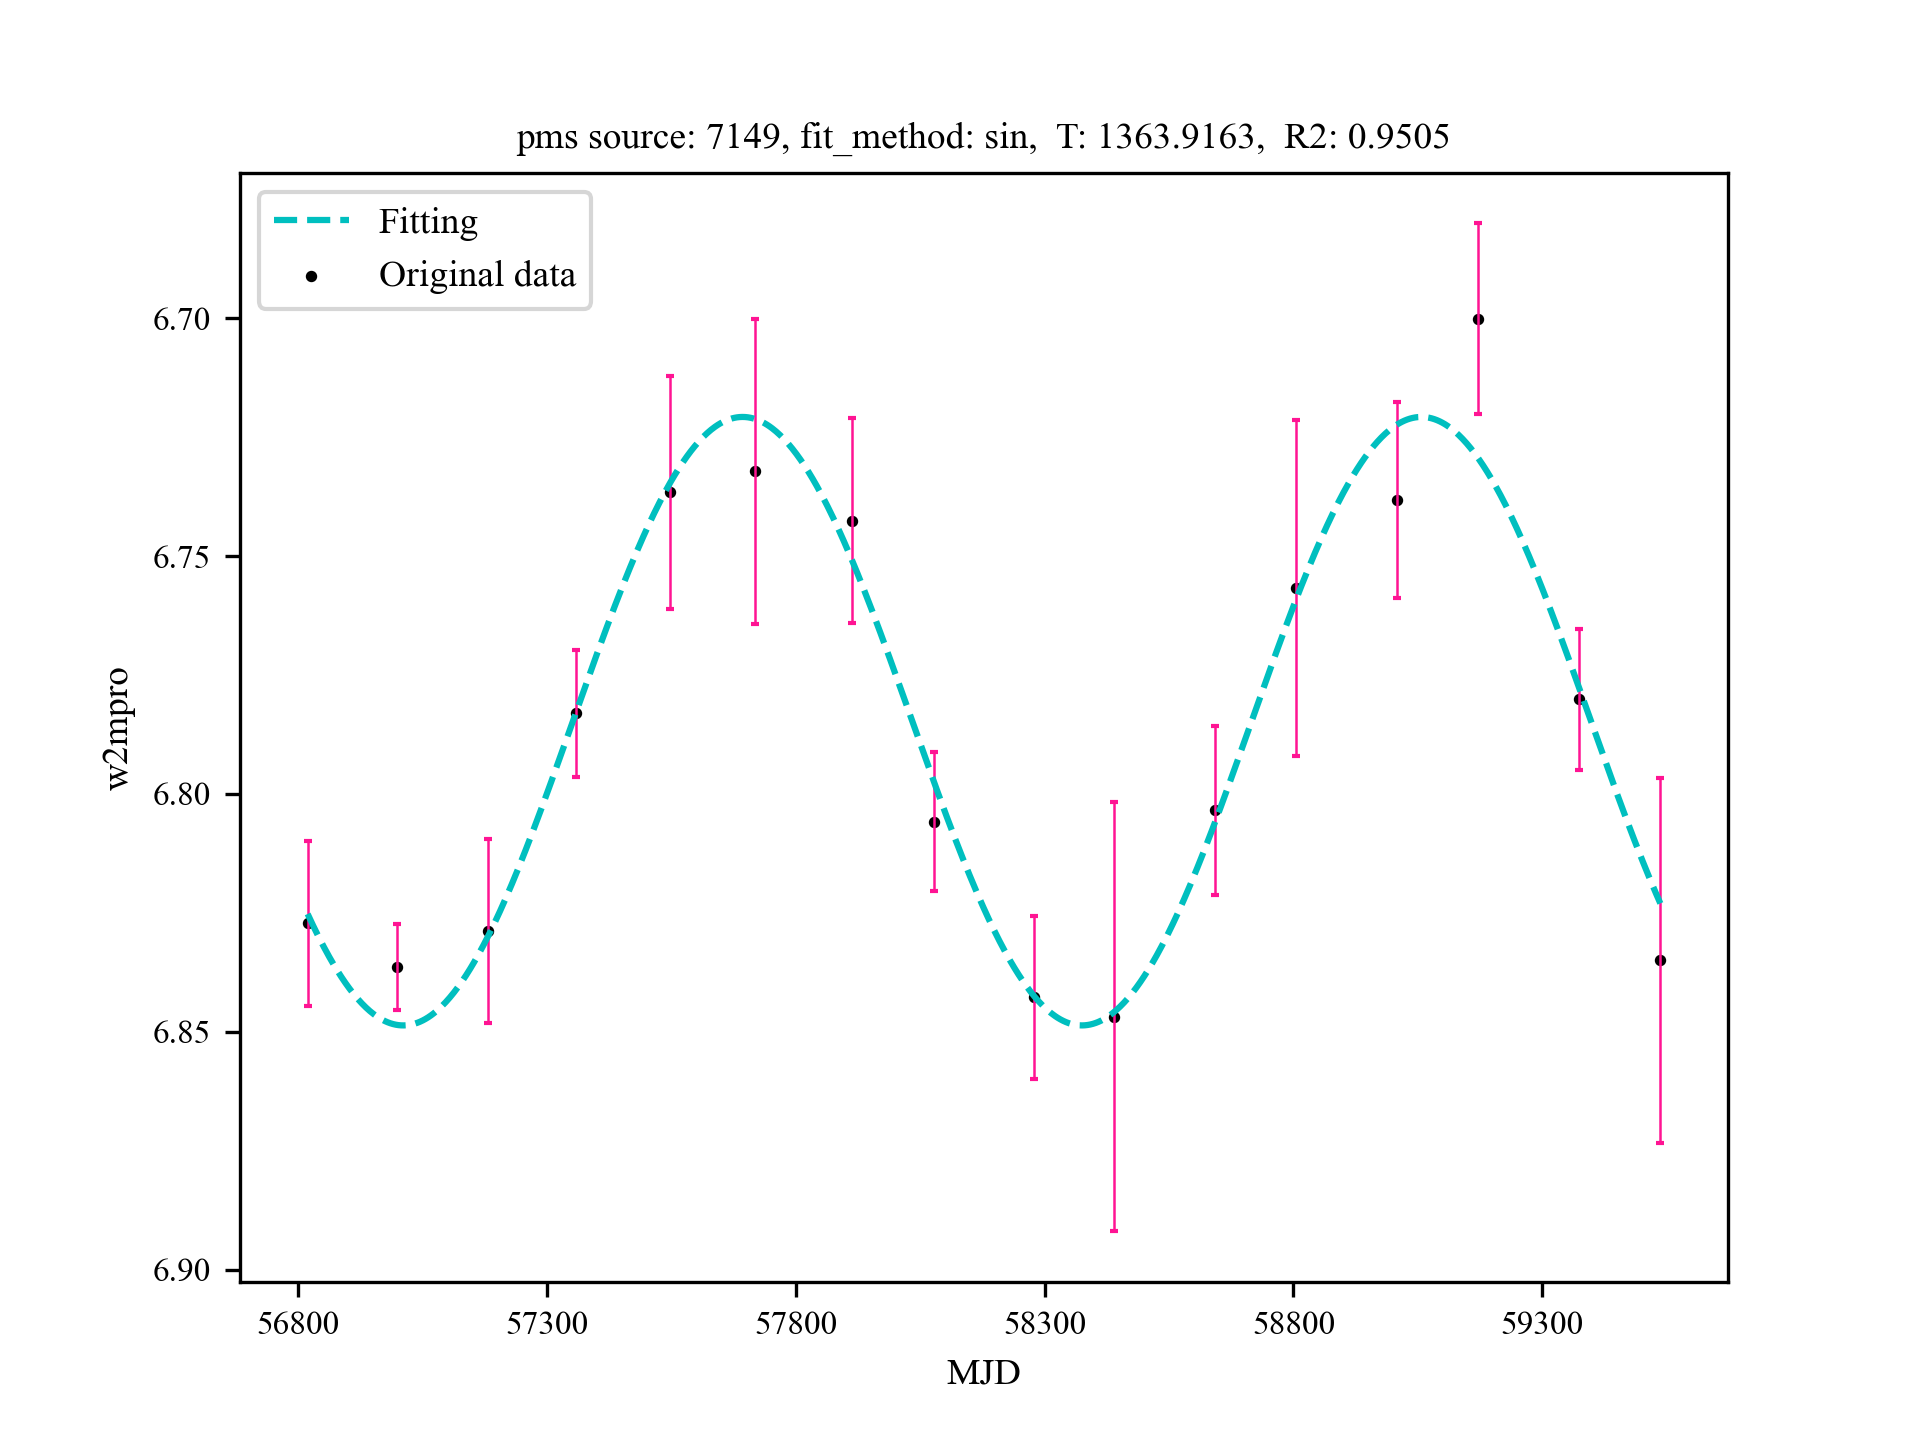 pms source: 7149, fit_method: sin,  T: 1363.9163,  R2: 0.9505
Fitting
Original data
6.70
6.75
6.80
6.85
6.90
w2mpro
56800
57300
57800
58300
58800
59300
MJD